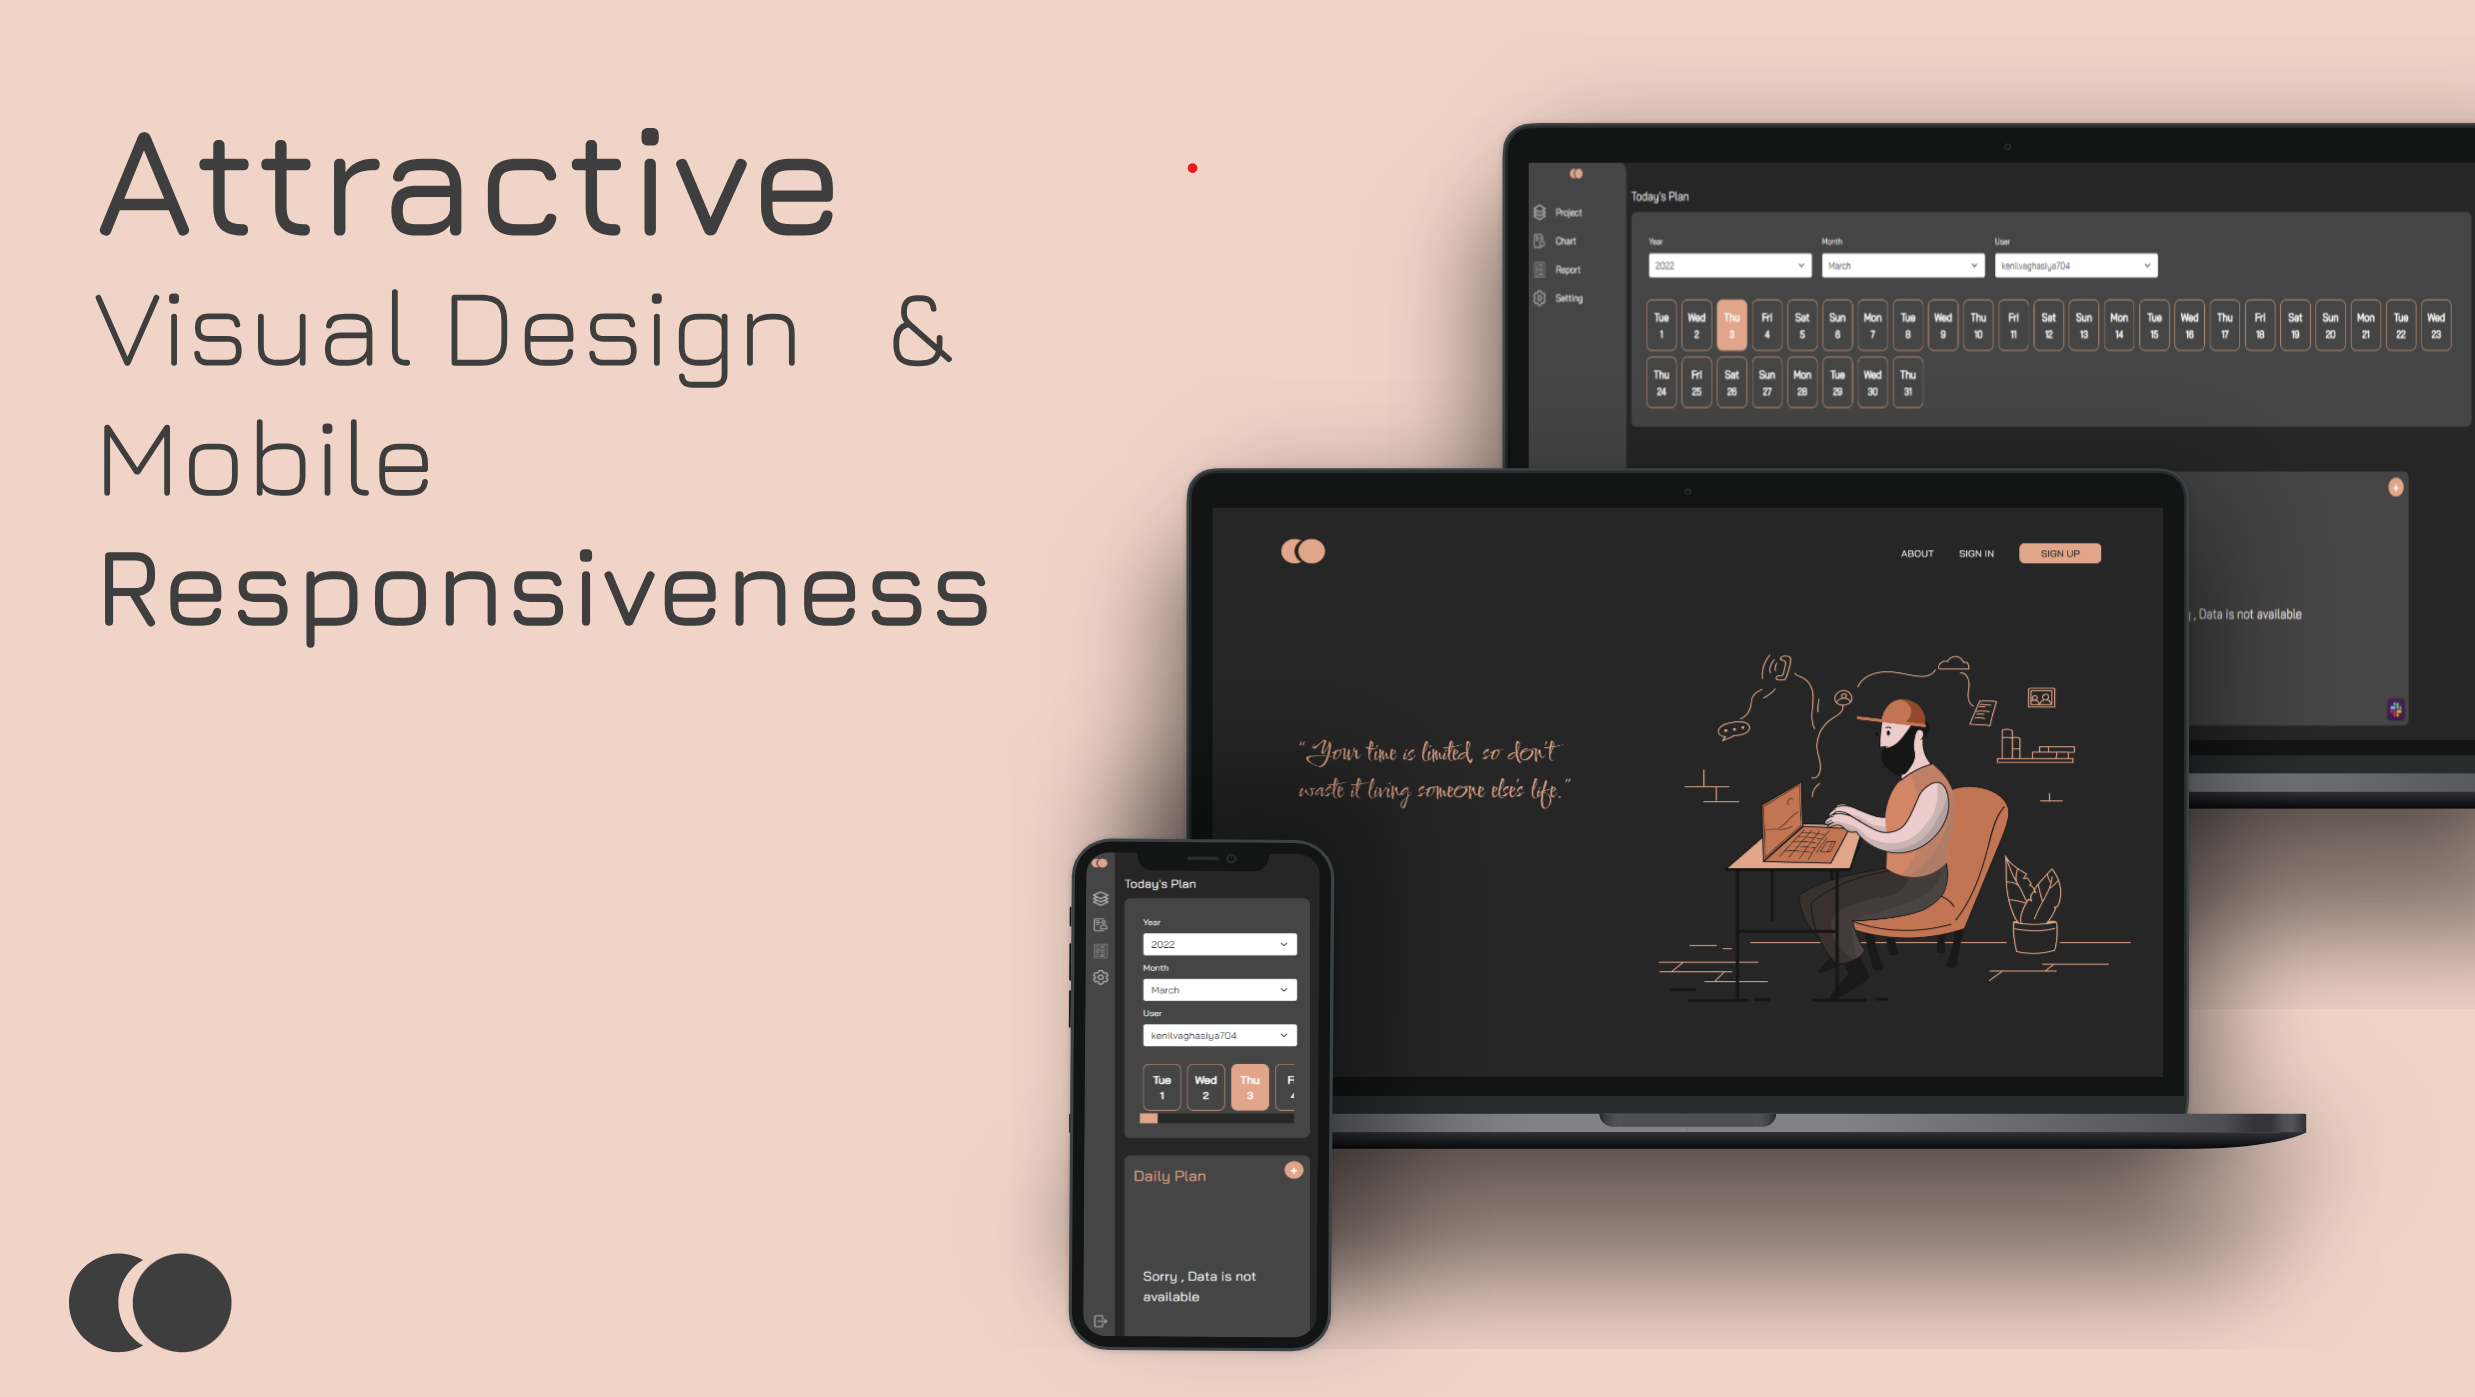 Attractive
Visual Design &
Mobile
Responsiveness
Today's Plan
Project
Chart
Report
Setting
Year
Month
User
2022
March
kenilvaghasiya704
Tue Wed Thu Fri Sat Sun Mon Tue Wed Thu Fri Sat Sun Mon Tue Wed Thu Fri Sat Sun Mon Tue Wed
1 2 3 4 5 6 7 8 9 10 11 12 13 14 15 16 17 18 19 20 21 22 23
Thu Fri Sat Sun Mon Tue Wed Thu
24 25 26 27 28 29 30 31
, Data is not available
ABOUT SIGN IN SIGN UP
“ Your time is limited, so don't
waste it living someone else's life.”
Today's Plan
Year
2022
Month
March
User
kenilvaghasiya704
Tue Wed Thu F
1 2 3 4
Daily Plan
Sorry , Data is not
available